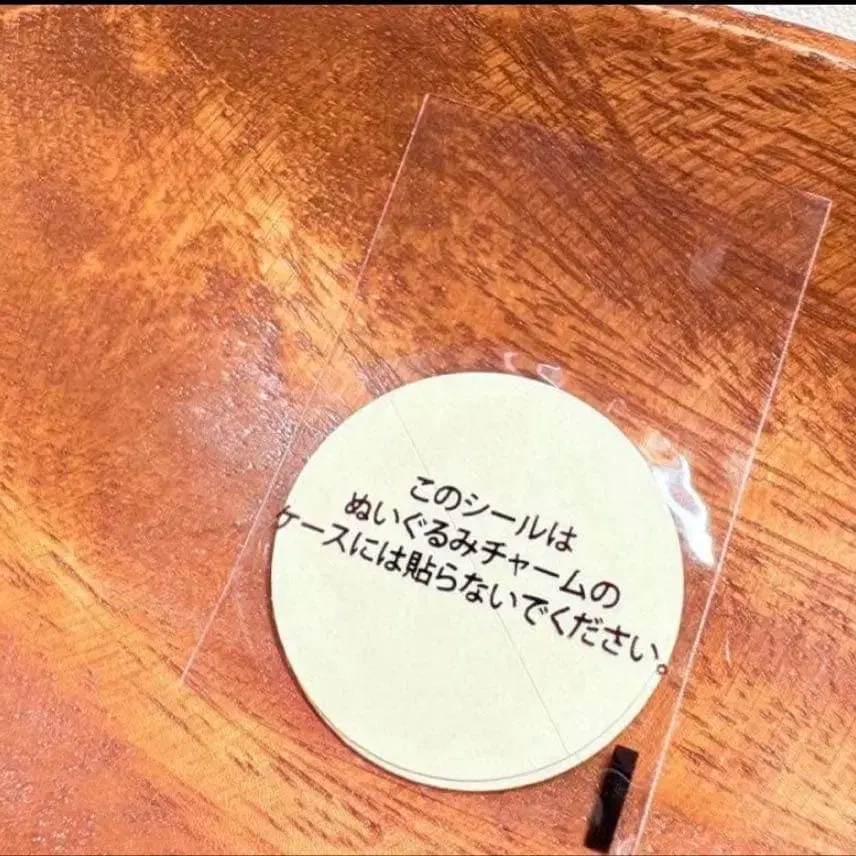 このシールは
ぬいぐるみチャームの
ケースには貼らないでください。